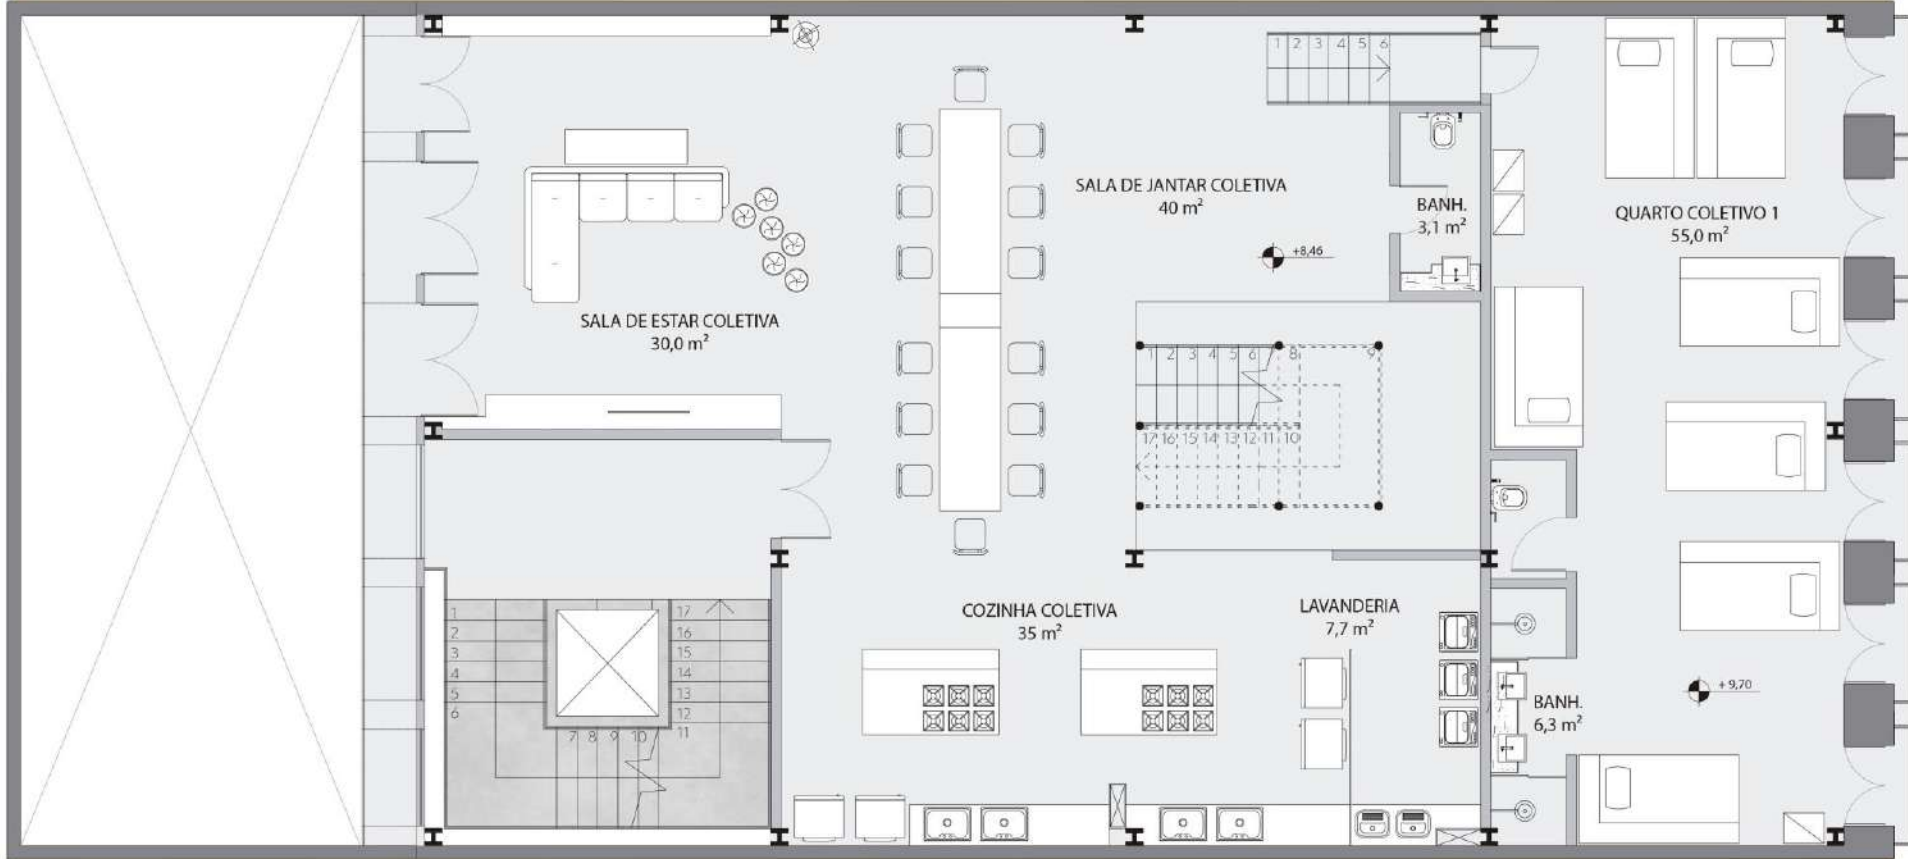 1 2 3 4 5 6
SALA DE JANTAR COLETIVA
40 m²
BANH.
3,1 m²
QUARTO COLETIVO 1
55,0 m²
+8,46
SALA DE ESTAR COLETIVA
30,0 m²
1 2 3 4 5 6 8 9
17 16 15 14 13 12 11 10
COZINHA COLETIVA
35 m²
LAVANDERIA
7,7 m²
1 17
2 16
3 15
4 14
5 13
6 12
7 8 9 10 11
+9,70
BANH.
6,3 m²